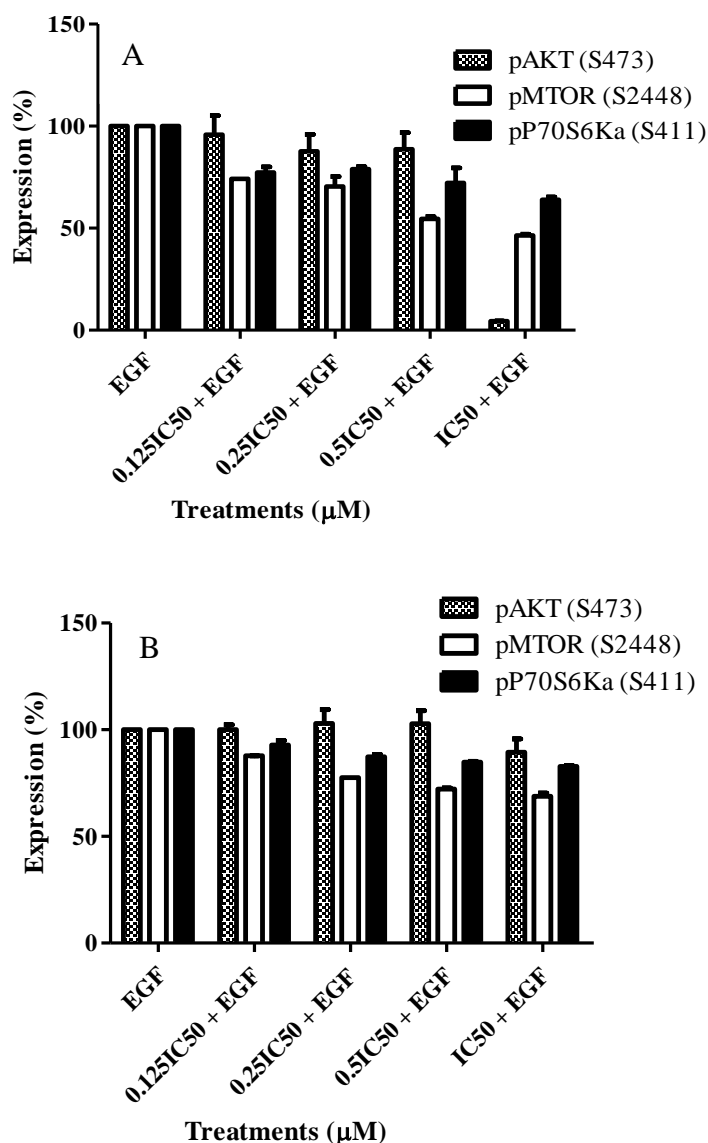 A
pAKT (S473)
pMTOR (S2448)
pP70S6Ka (S411)
Expression (%)
150
100
50
0
EGF
0.125IC50 + EGF
0.25IC50 + EGF
0.5IC50 + EGF
IC50 + EGF
Treatments (μM)
B
pAKT (S473)
pMTOR (S2448)
pP70S6Ka (S411)
Expression (%)
150
100
50
0
EGF
0.125IC50 + EGF
0.25IC50 + EGF
0.5IC50 + EGF
IC50 + EGF
Treatments (μM)